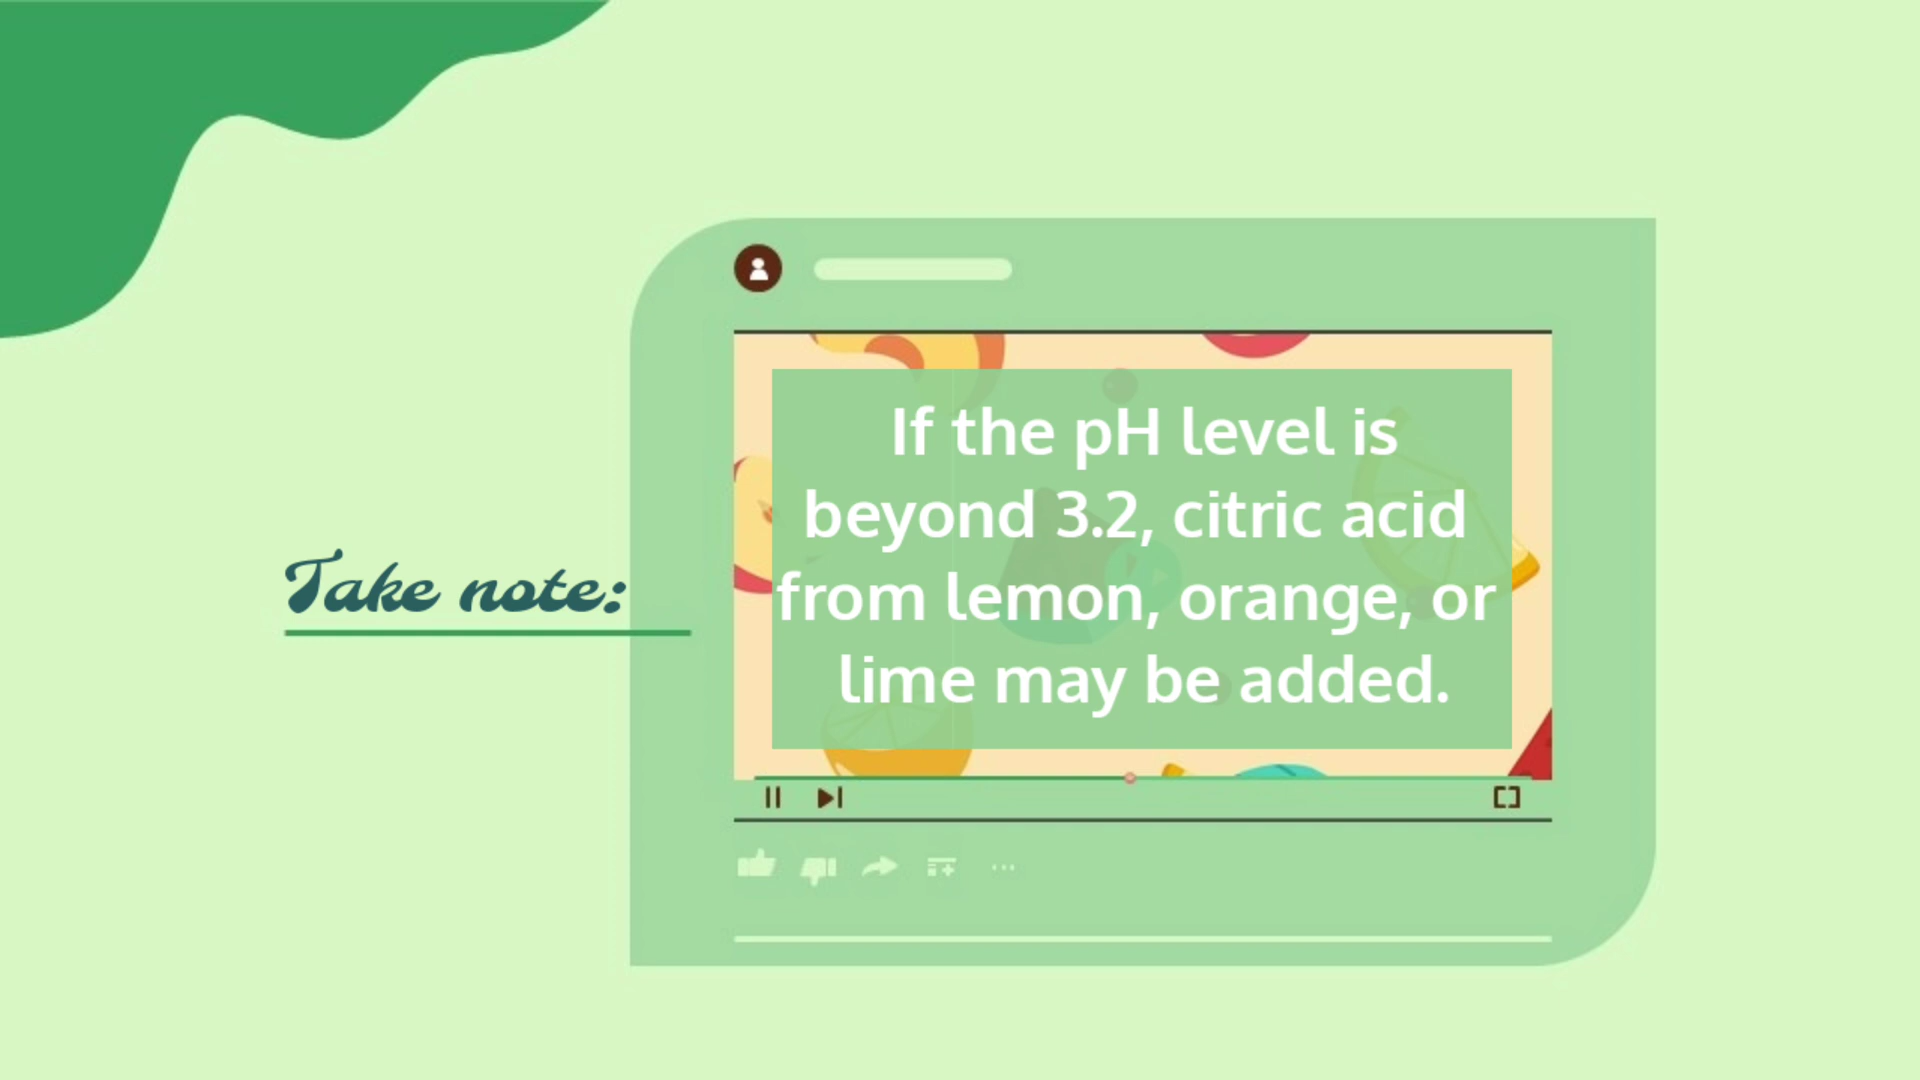 Take note:
If the pH level is
beyond 3.2, citric acid
from lemon, orange, or
lime may be added.